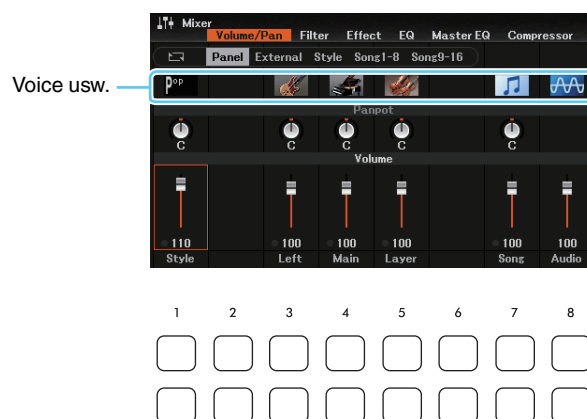 Mixer
Volume/Pan Filter Effect EQ Master EQ Compressor
Panel External Style Song1-8 Song9-16
Voice usw.
Pop
Panpot
C C C C C
Volume
110 100 100 100 100 100
Style Left Main Layer Song Audio
1 2 3 4 5 6 7 8